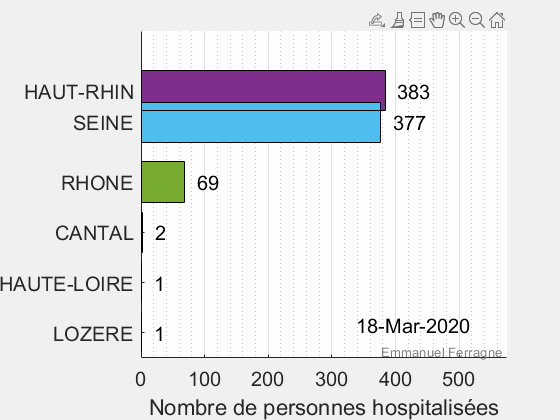 HAUT-RHIN 383
SEINE 377
RHONE 69
CANTAL 2
HAUTE-LOIRE 1
LOZERE 1
18-Mar-2020
Emmanuel Ferragne
0 100 200 300 400 500
Nombre de personnes hospitalisées